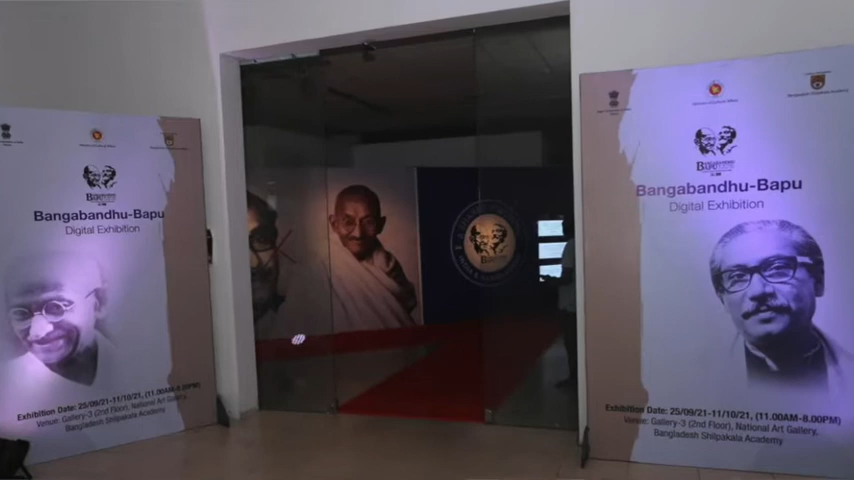 Bangabandhu-Bapu
Digital Exhibition
Exhibition Date: 25/09/21-11/10/21, (11.00AM-8.00PM)
Venue: Gallery-3 (2nd Floor), National Art Gallery,
Bangladesh Shilpakala Academy
Bangabandhu-Bapu
Digital Exhibition
Exhibition Date: 25/09/21-11/10/21, (11.00AM-8.00PM)
Venue: Gallery-3 (2nd Floor), National Art Gallery,
Bangladesh Shilpakala Academy